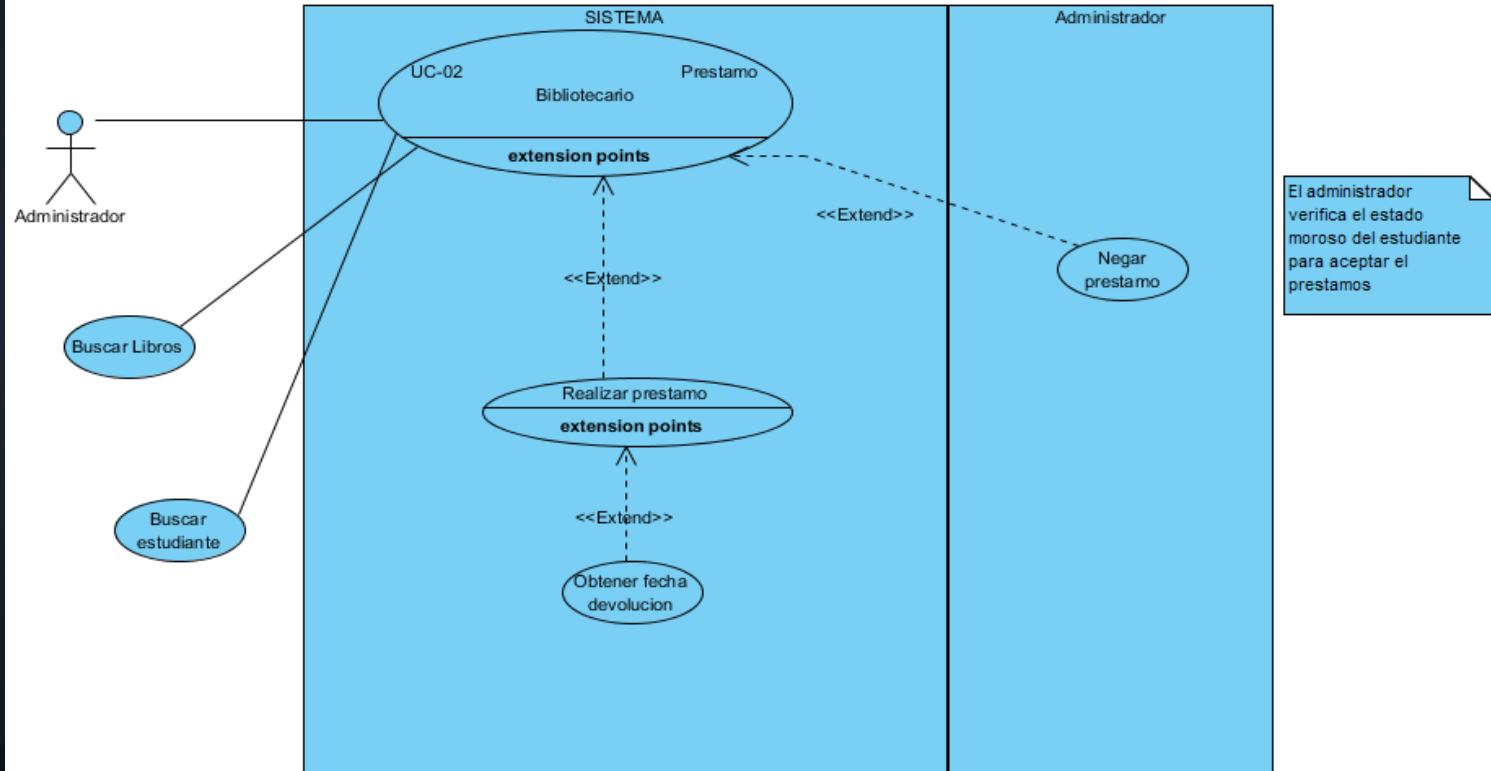 SISTEMA
Administrador
UC-02
Prestamo
Bibliotecario
extension points
Administrador
<<Extend>>
El administrador
verifica el estado
moroso del estudiante
para aceptar el
prestamos
Negar
prestamo
<<Extend>>
Buscar Libros
Realizar prestamo
extension points
<<Extend>>
Buscar
estudiante
Obtener fecha
devolucion